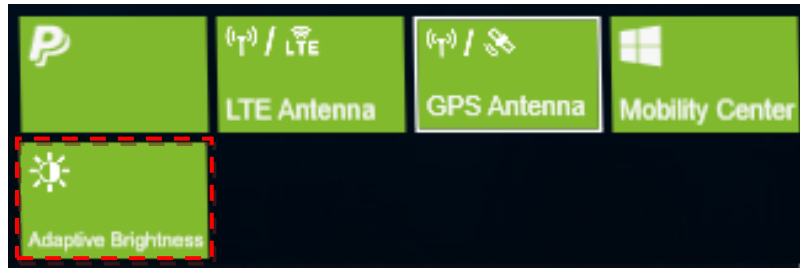 P
(T) / LTE
LTE Antenna
(T) /
GPS Antenna
Mobility Center
Adaptive Brightness